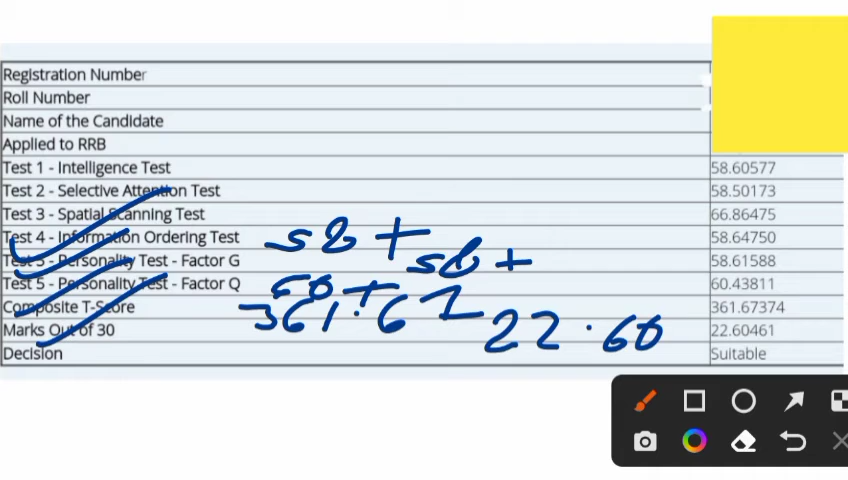 Registration Number
Roll Number
Name of the Candidate
Applied to RRB
Test 1 - Intelligence Test 58.60577
Test 2 - Selective Attention Test 58.50173
Test 3 - Spatial Scanning Test 66.86475
Test 4 - Information Ordering Test 58.64750
Test 5 - Personality Test - Factor G 58.61588
Test 5 - Personality Test - Factor Q 60.43811
Composite T-Score 361.67374
Marks Out of 30 22.60461
Decision Suitable
58 +
58 +
60 +
361.67
22.60